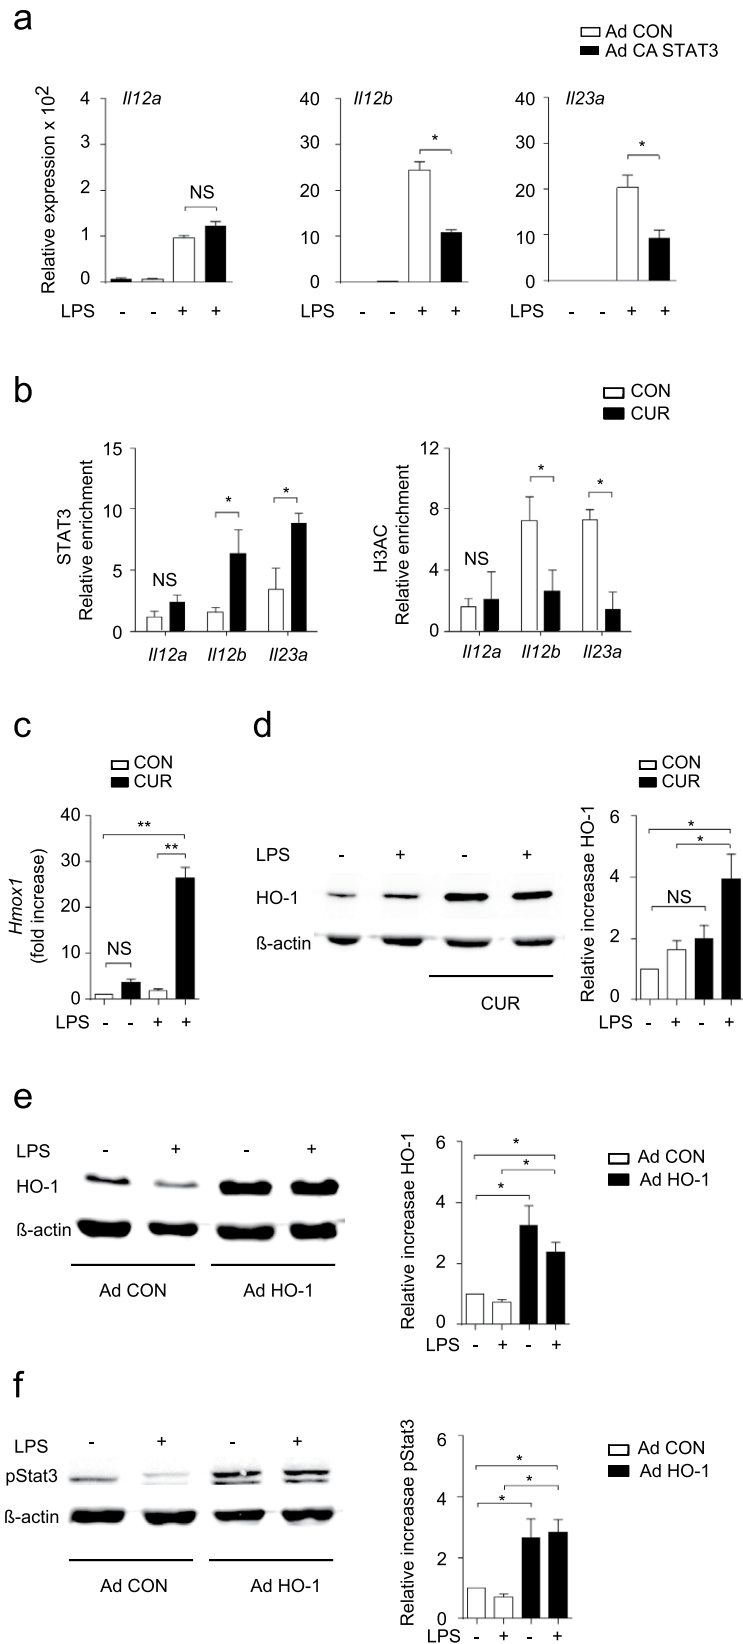 a
Ad CON
Ad CA STAT3
Il12a
Il12b
Il23a
Relative expression x 10²
4
3
2
1
0
NS
40
30
20
10
0
*
40
30
20
10
0
*
LPS - - + +
LPS - - + +
LPS - - + +
b
CON
CUR
STAT3
Relative enrichment
15
10
5
0
NS
*
*
Il12a Il12b Il23a
H3AC
Relative enrichment
12
8
4
0
NS
*
*
Il12a Il12b Il23a
c
CON
CUR
Hmox1
(fold increase)
40
30
20
10
0
**
**
NS
LPS - - + +
d
LPS - + - +
HO-1
ß-actin
CUR
CON
CUR
Relative increasae HO-1
6
4
2
0
*
*
NS
LPS - + - +
e
LPS - + - +
HO-1
ß-actin
Ad CON Ad HO-1
Relative increasae HO-1
6
4
2
0
*
*
*
LPS - + - +
Ad CON
Ad HO-1
f
LPS - + - +
pStat3
ß-actin
Ad CON Ad HO-1
Relative increasae pStat3
6
4
2
0
*
*
*
LPS - + - +
Ad CON
Ad HO-1